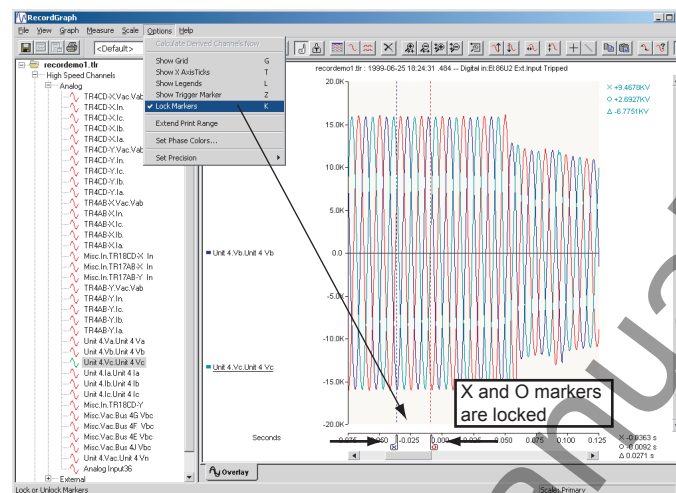 RecordGraph
File View Graph Measure Scale Options Help
<Default>
Calculate Derived Channels Now
Show Grid G
Show X AxisTicks T
Show Legends L
Show Trigger Marker Z
Lock Markers K
Extend Print Range
Set Phase Colors...
Set Precision
recordemo1.tlr
High Speed Channels
Analog
TR4CD-X.Vac.Vab
TR4CD-X.In.
TR4CD-X.Ic.
TR4CD-X.Ib.
TR4CD-X.Ia.
TR4CD-Y.Vac.Vab
TR4CD-Y.In.
TR4CD-Y.Ic.
TR4CD-Y.Ib.
TR4CD-Y.Ia.
TR4AB-X.Vac.Vab
TR4AB-X.In.
TR4AB-X.Ic.
TR4AB-X.Ib.
TR4AB-X.Ia.
Misc.In.TR18CD-X In
Misc.In.TR17AB-X In
Misc.In.TR17AB-Y In
TR4AB-Y.Vac.Vab
TR4AB-Y.In.
TR4AB-Y.Ic.
TR4AB-Y.Ib.
TR4AB-Y.Ia.
Unit 4.Va.Unit 4 Va
Unit 4.Vb.Unit 4 Vb
Unit 4.Vc.Unit 4 Vc
Unit 4.Ia.Unit 4 Ia
Unit 4.Ib.Unit 4 Ib
Unit 4.Ic.Unit 4 Ic
Misc.In.TR18CD-Y
Misc.Vac.Bus 4G Vbc
Misc.Vac.Bus 4F Vbc
Misc.Vac.Bus 4E Vbc
Misc.Vac.Bus 4J Vbc
Unit 4.Vac.Unit 4 Vn
Analog Input36
External
recordemo1.tlr : 1999-06-25 18:24:31 .484 -- Digital in:EL86U2 Ext.Input Tripped
20.0K
15.0K
10.0K
5.0K
0.0
-5.0K
-10.0K
-15.0K
-20.0K
X +9.4678KV
O +2.6927KV
Δ -6.7751KV
Unit 4.Vb.Unit 4 Vb
Unit 4.Vc.Unit 4 Vc
X and O markers
are locked
Seconds
-0.075 -0.050 -0.025 0.000 0.025 0.050 0.075 0.100 0.125
X -0.0363 s
O -0.0092 s
Δ 0.0271 s
Overlay
Lock or Unlock Markers
Scale: Primary